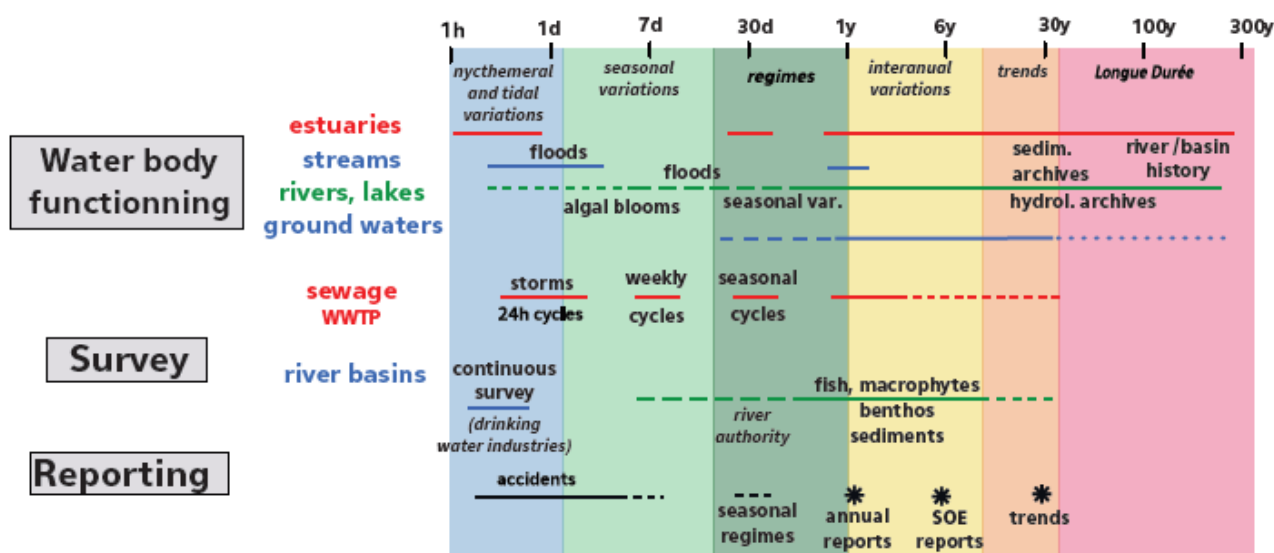 1h 1d 7d 30d 1y 6y 30y 100y 300y
nycthemeral
and tidal
variations
seasonal
variations
regimes
interanual
variations
trends
Longue Durée
Water body
functionning
estuaries
streams
rivers, lakes
ground waters
floods
floods
algal blooms
seasonal var.
sedim.
archives
river /basin
history
hydrol. archives
sewage
WWTP
storms
24h cycles
weekly
cycles
seasonal
cycles
Survey
river basins
continuous
survey
(drinking
water industries)
river
authority
fish, macrophytes
benthos
sediments
Reporting
accidents
seasonal
regimes
annual
reports
SOE
reports
trends